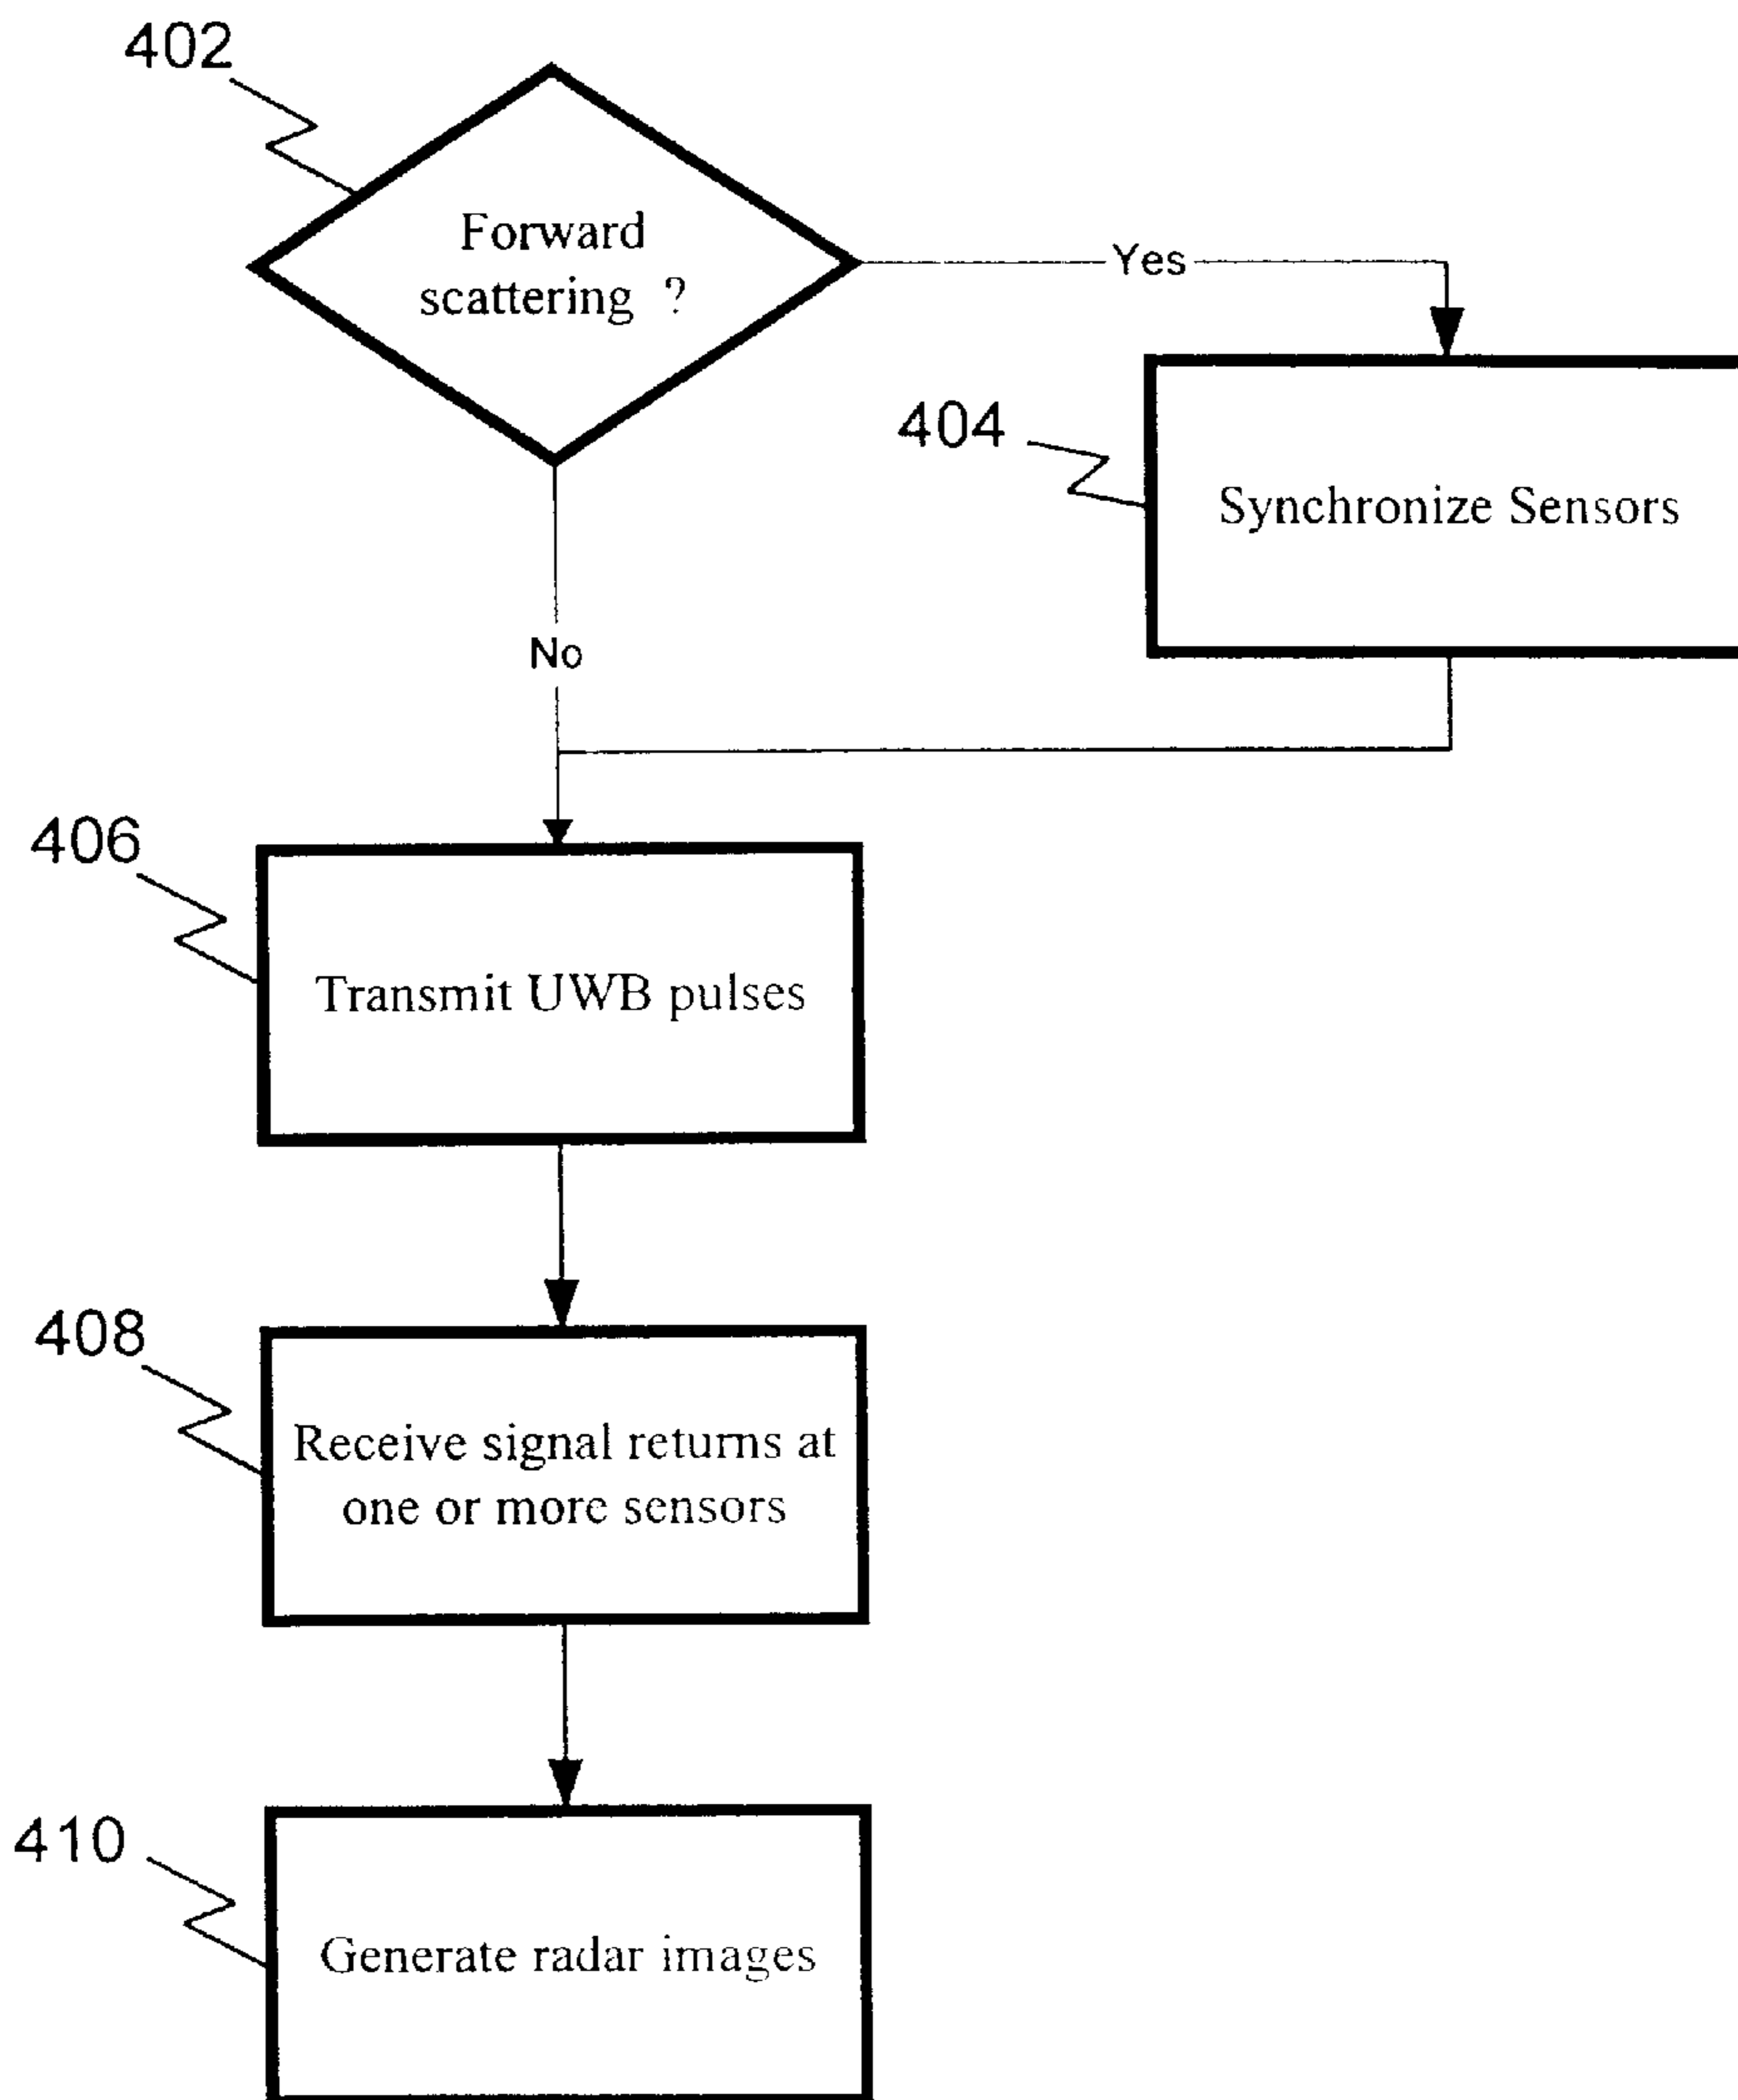 402
Forward
scattering ?
Yes
404
Synchronize Sensors
No
406
Transmit UWB pulses
408
Receive signal returns at
one or more sensors
410
Generate radar images